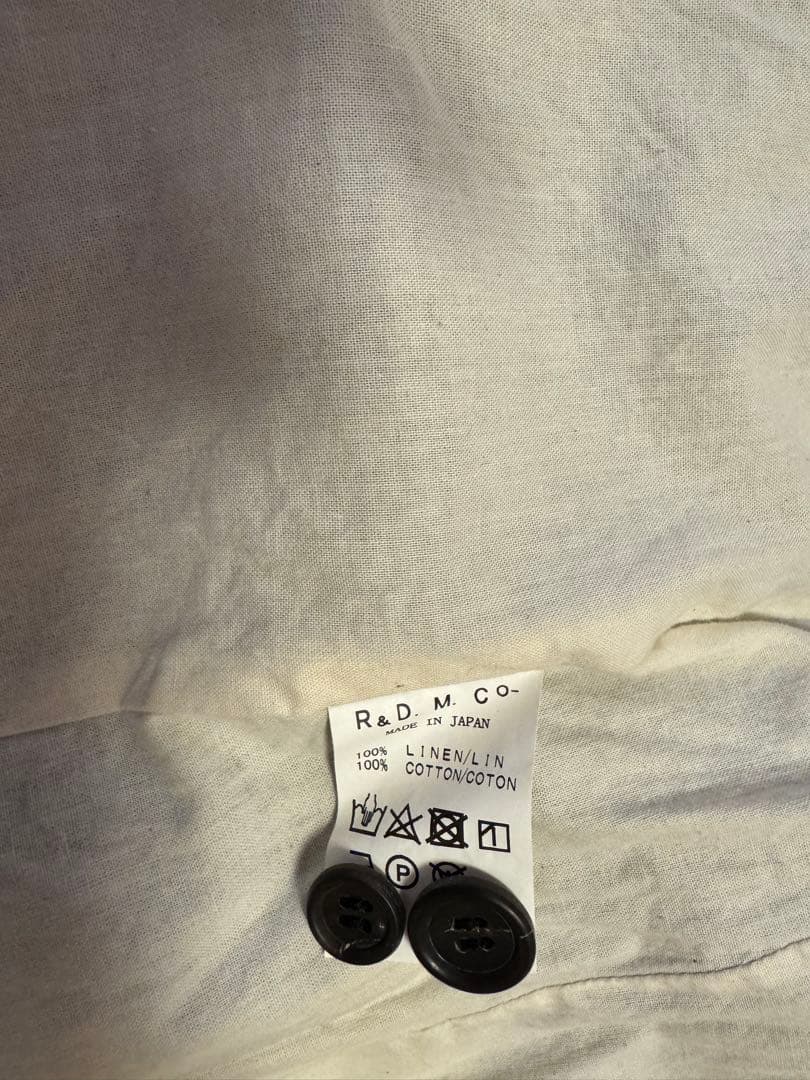 R & D. M. Co-
MADE IN JAPAN
100% LINEN/LIN
100% COTTON/COTON
P